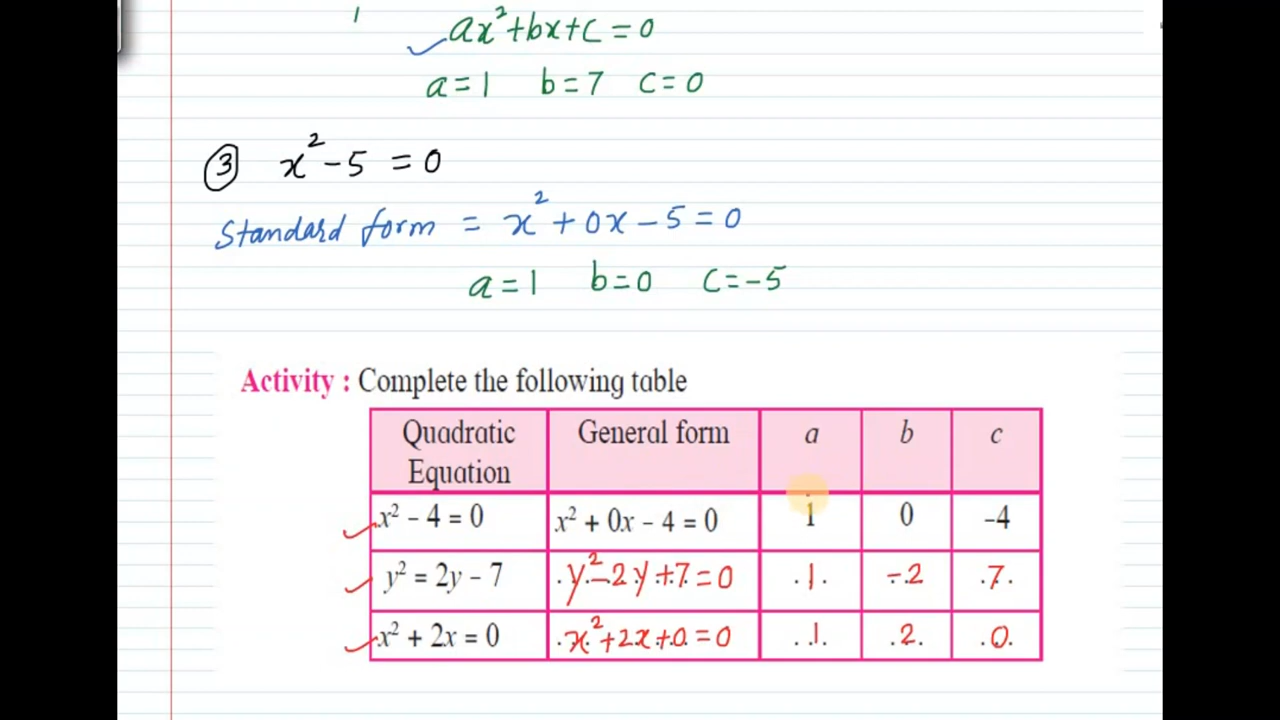 ax²+bx+c=0
a=1 b=7 c=0
③ x²-5 =0
Standard form = x²+0x-5=0
a=1 b=0 c=-5
Activity : Complete the following table
Quadratic Equation General form a b c
x² - 4 = 0 x² + 0x - 4 = 0 1 0 -4
y² = 2y - 7 y²-2y+7=0 1 -2 7
x² + 2x = 0 x²+2x+0=0 1 2 0